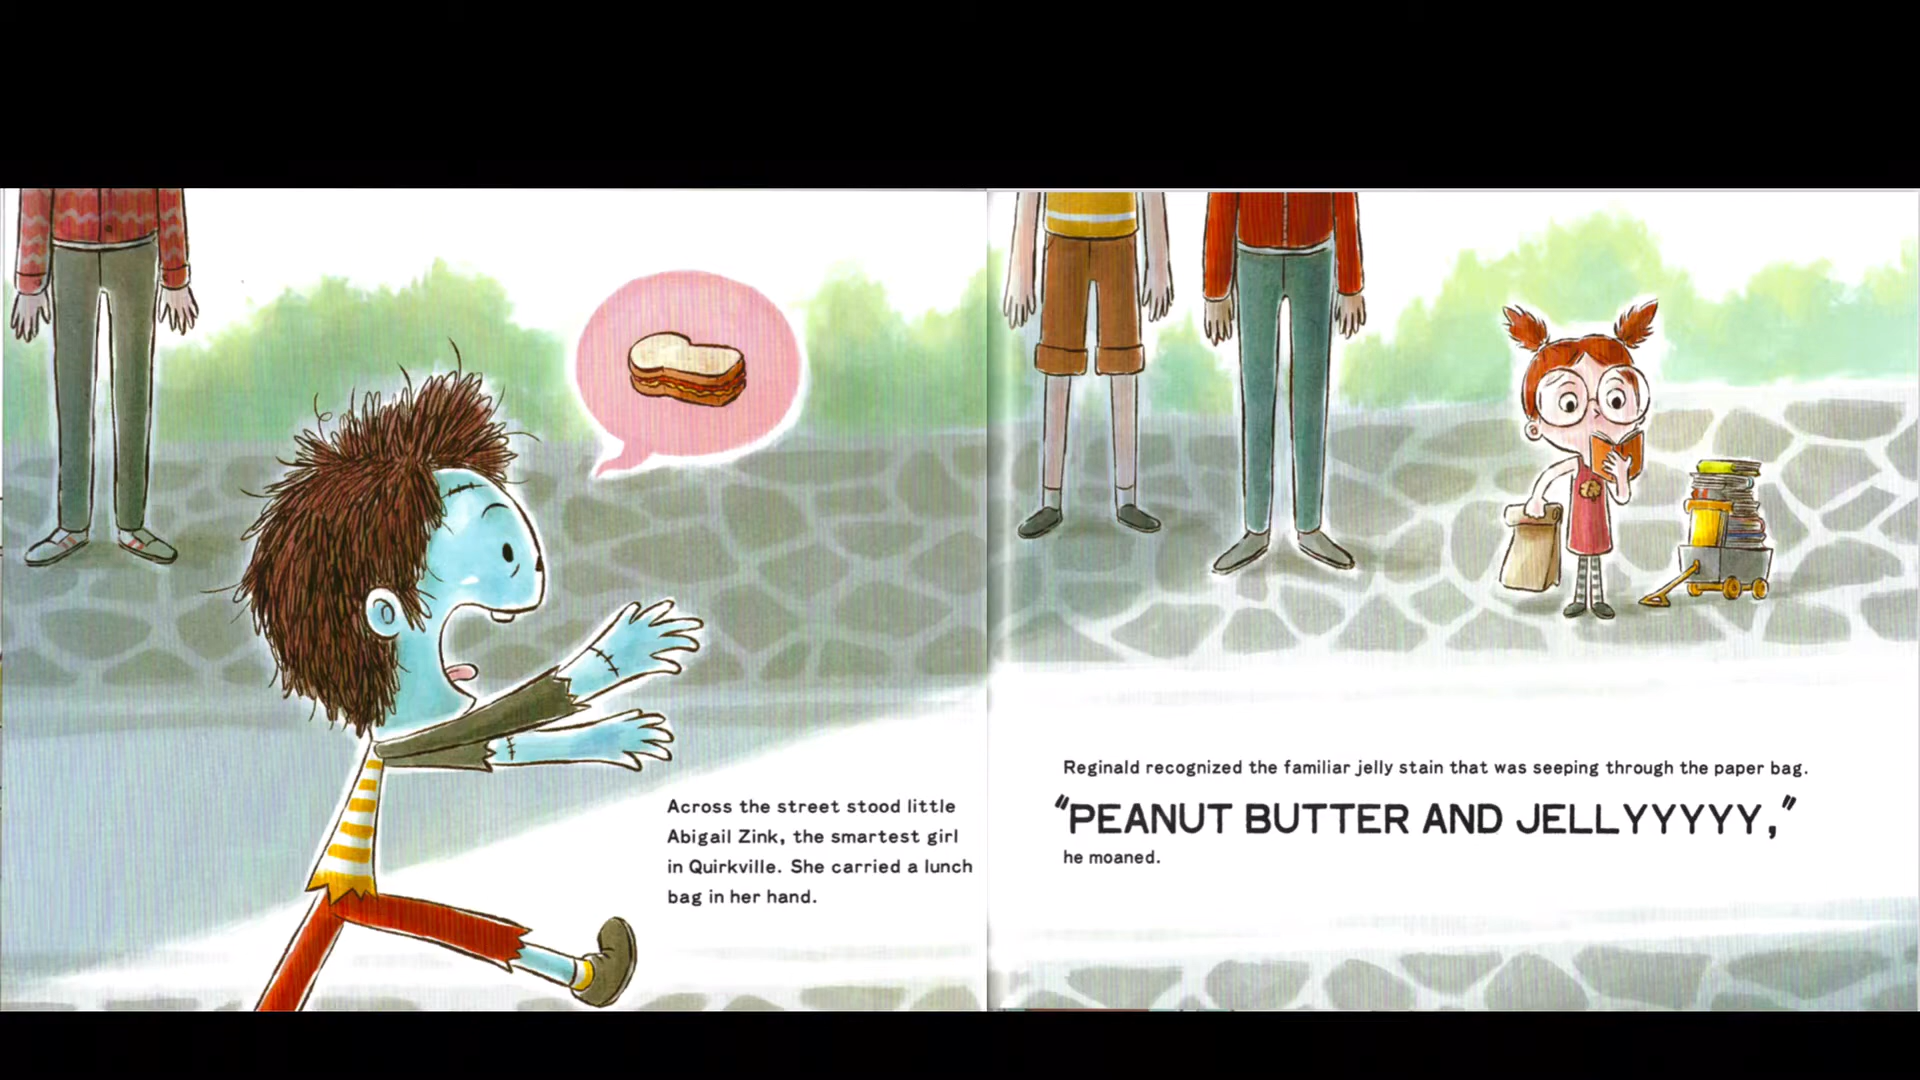 Across the street stood little
Abigail Zink, the smartest girl
in Quirkville. She carried a lunch
bag in her hand.
Reginald recognized the familiar jelly stain that was seeping through the paper bag.
"PEANUT BUTTER AND JELLYYYYYY,"
he moaned.